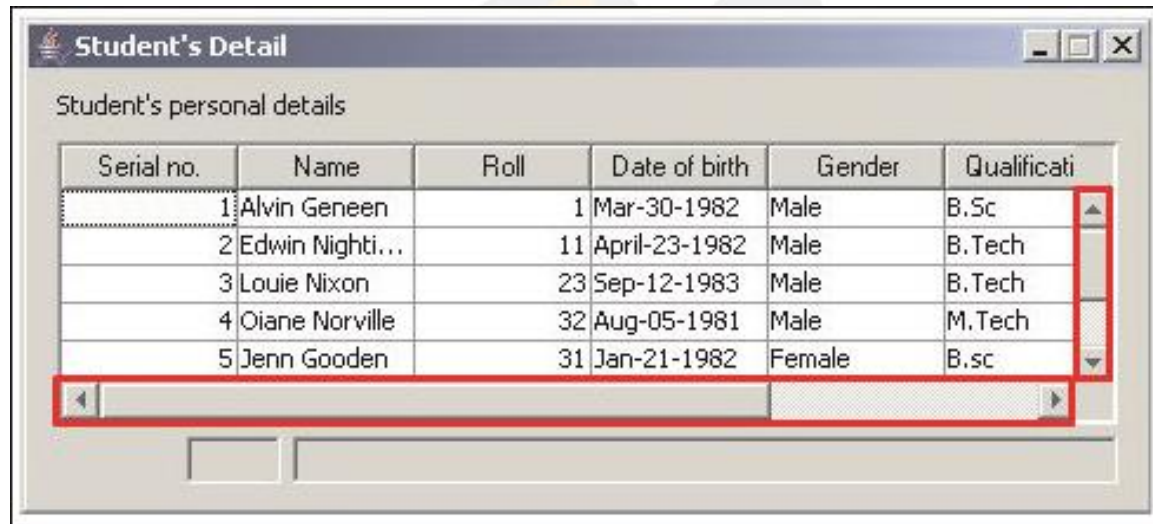 Student's Detail
Student's personal details
Serial no. Name Roll Date of birth Gender Qualificati
1 Alvin Geneen 1 Mar-30-1982 Male B.Sc
2 Edwin Nighti... 11 April-23-1982 Male B.Tech
3 Louie Nixon 23 Sep-12-1983 Male B.Tech
4 Oiane Norville 32 Aug-05-1981 Male M.Tech
5 Jenn Gooden 31 Jan-21-1982 Female B.sc